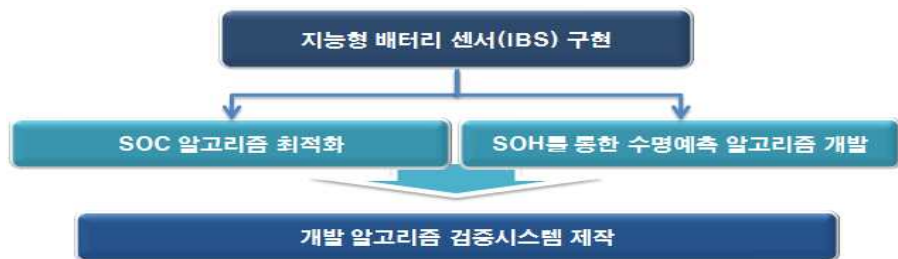 지능형 배터리 센서(IBS) 구현
SOC 알고리즘 최적화
SOH를 통한 수명예측 알고리즘 개발
개발 알고리즘 검증시스템 제작